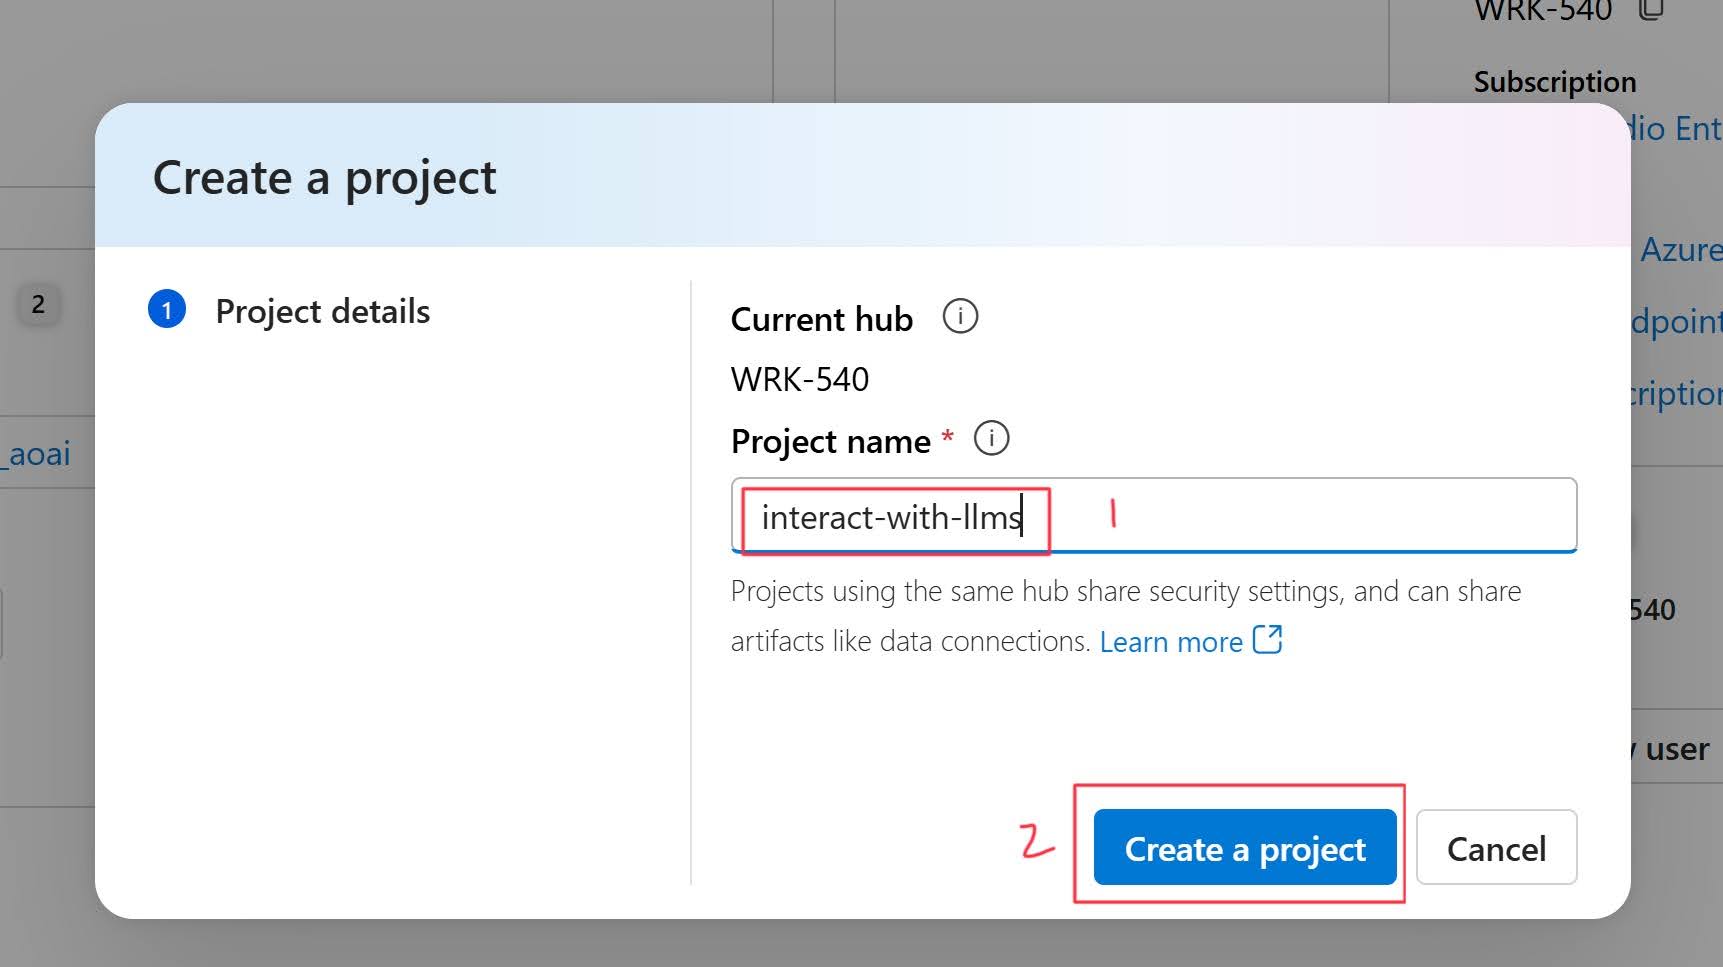 WRK-540
Subscription
dio Ent
Create a project
Azure
2
1 Project details
Current hub
WRK-540
dpoint
cription
_aoai
Project name *
interact-with-llms 1
Projects using the same hub share security settings, and can share
artifacts like data connections. Learn more
540
user
2 Create a project Cancel